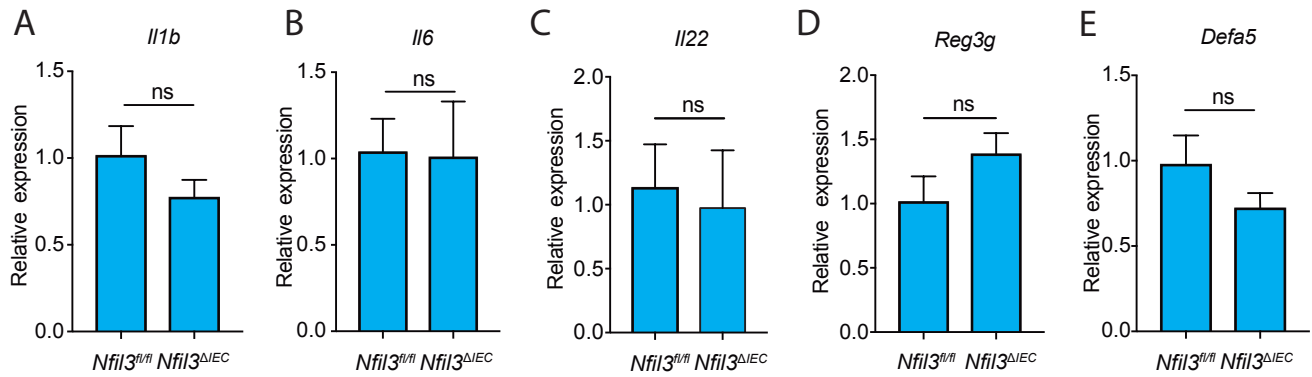 A
Il1b
Relative expression
1.5
1.0
0.5
0.0
ns
Nfil3fl/fl Nfil3ΔIEC
B
Il6
Relative expression
1.5
1.0
0.5
0.0
ns
Nfil3fl/fl Nfil3ΔIEC
C
Il22
Relative expression
2.0
1.5
1.0
0.5
0.0
ns
Nfil3fl/fl Nfil3ΔIEC
D
Reg3g
Relative expression
2.0
1.5
1.0
0.5
0.0
ns
Nfil3fl/fl Nfil3ΔIEC
E
Defa5
Relative expression
1.5
1.0
0.5
0.0
ns
Nfil3fl/fl Nfil3ΔIEC